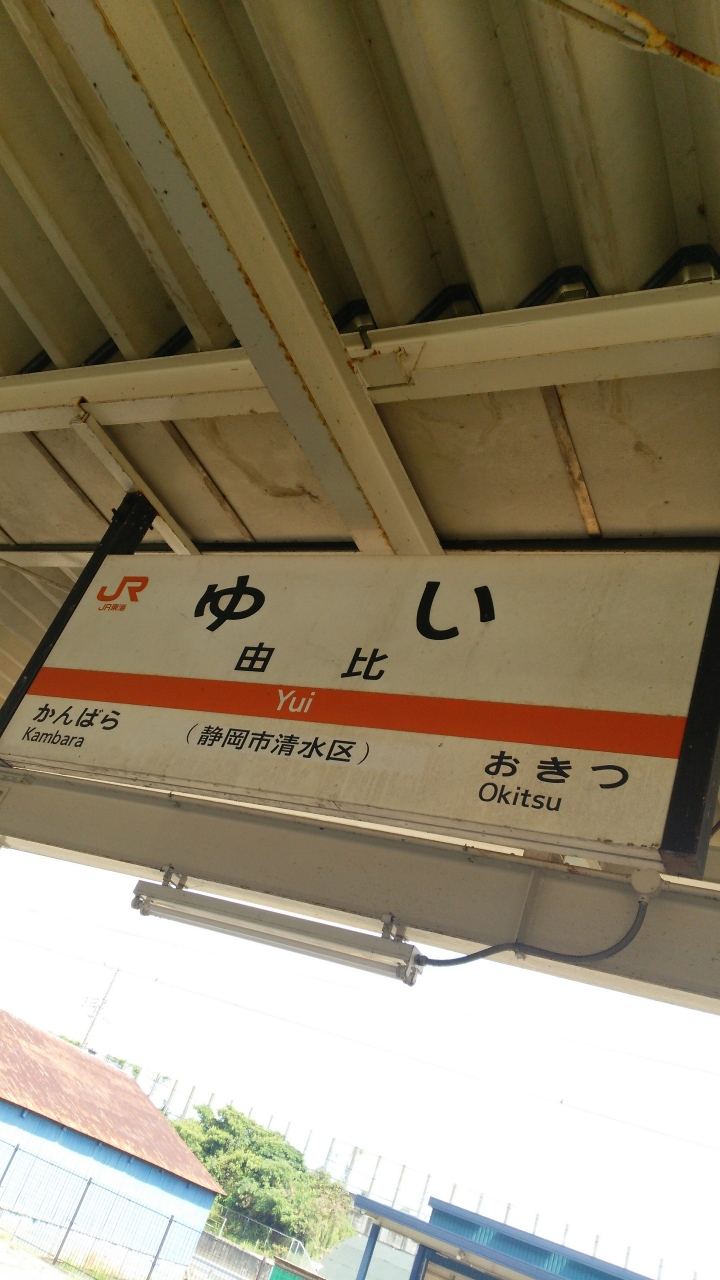 JR
JR東海
ゆい
由比
Yui
かんばら
Kambara
(静岡市清水区)
おきつ
Okitsu